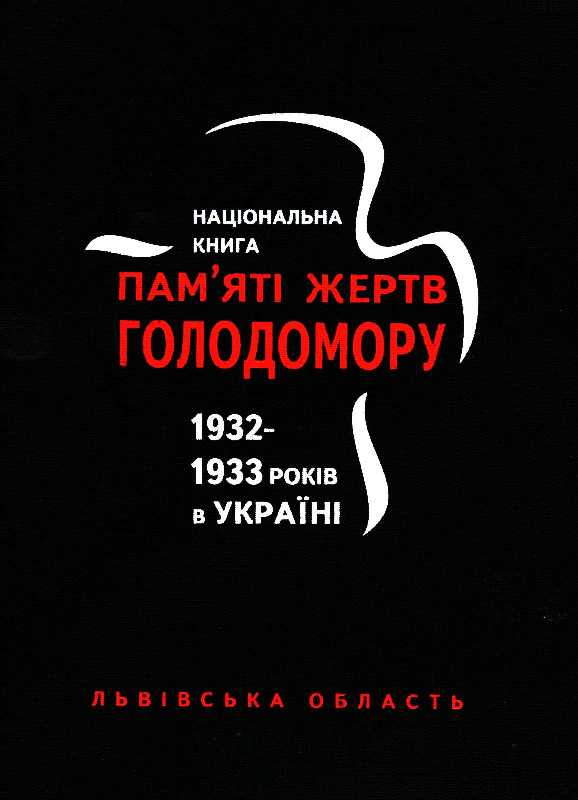 НАЦІОНАЛЬНА
КНИГА
ПАМ’ЯТІ ЖЕРТВ
ГОЛОДОМОРУ
1932-
1933 РОКІВ
в УКРАЇНІ
ЛЬВІВСЬКА ОБЛАСТЬ